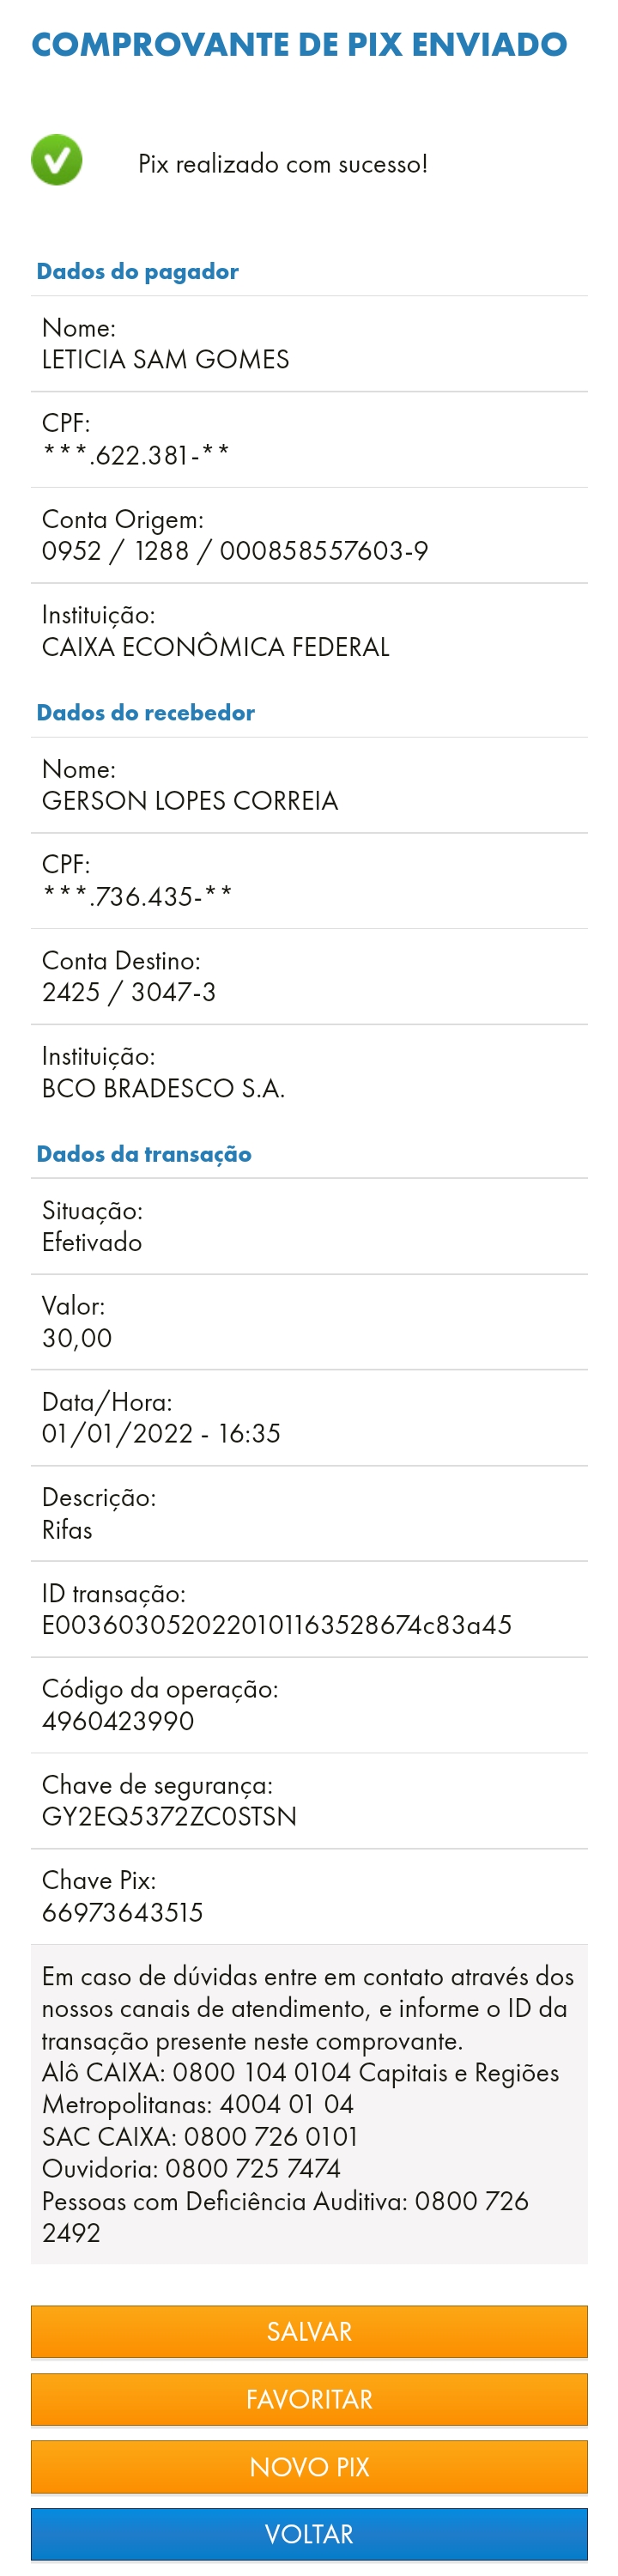 COMPROVANTE DE PIX ENVIADO
Pix realizado com sucesso!
Dados do pagador
Nome:
LETICIA SAM GOMES
CPF:
***.622.381-**
Conta Origem:
0952 / 1288 / 000858557603-9
Instituição:
CAIXA ECONÔMICA FEDERAL
Dados do recebedor
Nome:
GERSON LOPES CORREIA
CPF:
***.736.435-**
Conta Destino:
2425 / 3047-3
Instituição:
BCO BRADESCO S.A.
Dados da transação
Situação:
Efetivado
Valor:
30,00
Data/Hora:
01/01/2022 - 16:35
Descrição:
Rifas
ID transação:
E0036030520220101163528674c83a45
Código da operação:
4960423990
Chave de segurança:
GY2EQ5372ZC0STSN
Chave Pix:
66973643515
Em caso de dúvidas entre em contato através dos
nossos canais de atendimento, e informe o ID da
transação presente neste comprovante.
Alô CAIXA: 0800 104 0104 Capitais e Regiões
Metropolitanas: 4004 01 04
SAC CAIXA: 0800 726 0101
Ouvidoria: 0800 725 7474
Pessoas com Deficiência Auditiva: 0800 726
2492
SALVAR
FAVORITAR
NOVO PIX
VOLTAR